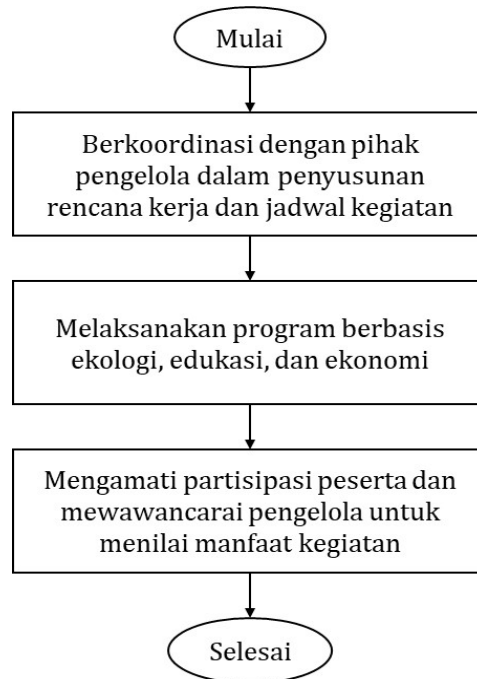 Mulai
Berkoordinasi dengan pihak
pengelola dalam penyusunan
rencana kerja dan jadwal kegiatan
Melaksanakan program berbasis
ekologi, edukasi, dan ekonomi
Mengamati partisipasi peserta dan
mewawancarai pengelola untuk
menilai manfaat kegiatan
Selesai